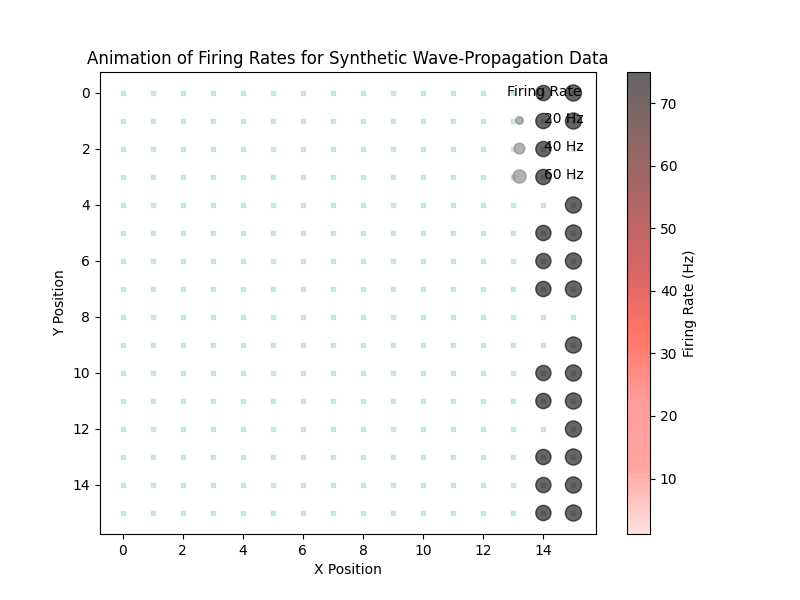 Animation of Firing Rates for Synthetic Wave-Propagation Data
Firing Rate
20 Hz
40 Hz
60 Hz
0
2
4
6
8
10
12
14
Y Position
0
2
4
6
8
10
12
14
X Position
70
60
50
40
30
20
10
Firing Rate (Hz)